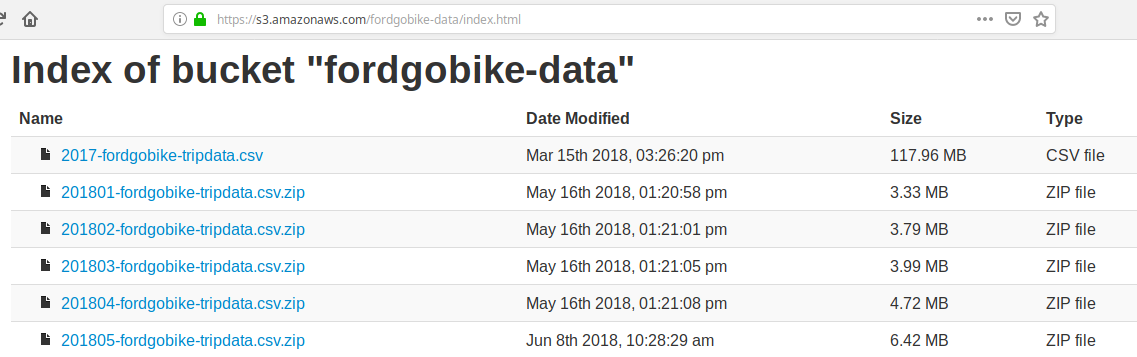 https://s3.amazonaws.com/fordgobike-data/index.html
Index of bucket "fordgobike-data"
Name Date Modified Size Type
2017-fordgobike-tripdata.csv Mar 15th 2018, 03:26:20 pm 117.96 MB CSV file
201801-fordgobike-tripdata.csv.zip May 16th 2018, 01:20:58 pm 3.33 MB ZIP file
201802-fordgobike-tripdata.csv.zip May 16th 2018, 01:21:01 pm 3.79 MB ZIP file
201803-fordgobike-tripdata.csv.zip May 16th 2018, 01:21:05 pm 3.99 MB ZIP file
201804-fordgobike-tripdata.csv.zip May 16th 2018, 01:21:08 pm 4.72 MB ZIP file
201805-fordgobike-tripdata.csv.zip Jun 8th 2018, 10:28:29 am 6.42 MB ZIP file